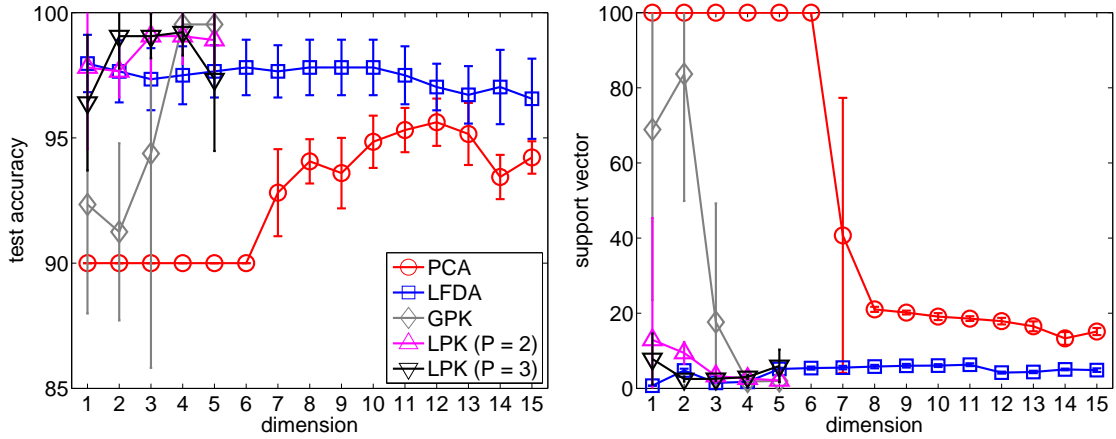 100
95
90
85
test accuracy
1 2 3 4 5 6 7 8 9 10 11 12 13 14 15
dimension
PCA
LFDA
GPK
LPK (P = 2)
LPK (P = 3)
100
80
60
40
20
0
support vector
1 2 3 4 5 6 7 8 9 10 11 12 13 14 15
dimension